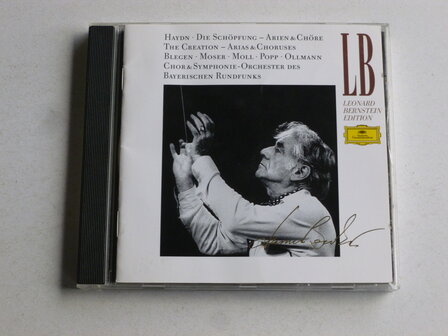 Haydn · Die Schöpfung – Arien & Chöre
The Creation – Arias & Choruses
Blegen · Moser · Moll · Popp · Ollmann
Chor & Symphonie-Orchester des
Bayerischen Rundfunks
LB
LEONARD
BERNSTEIN
EDITION